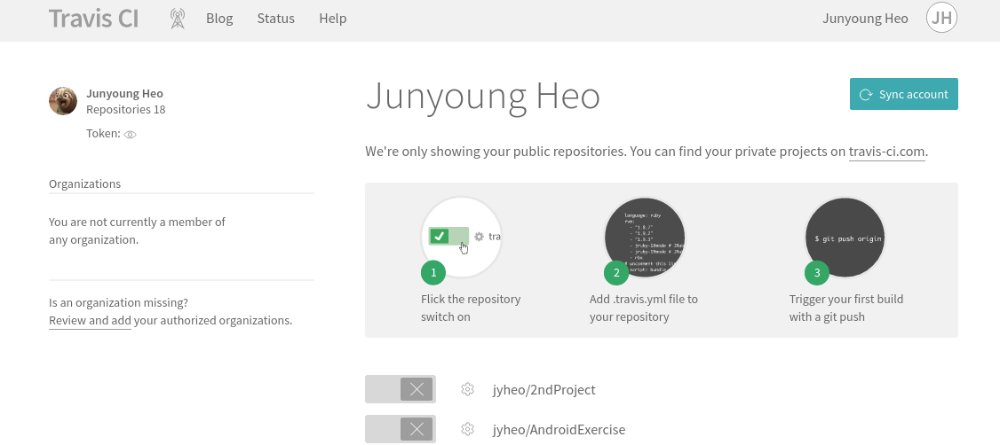 Travis CI
Blog
Status
Help
Junyoung Heo
JH
Junyoung Heo
Repositories 18
Token:
Organizations
You are not currently a member of
any organization.
Is an organization missing?
Review and add your authorized organizations.
Junyoung Heo
Sync account
We're only showing your public repositories. You can find your private projects on travis-ci.com.
tra
1
Flick the repository
switch on
language: ruby
rvm:
- "1.8.7"
- "1.9.2"
- "1.9.3"
- jruby-18mode # JRub
- jruby-19mode # JRu
- rbx
# uncomment this li
script: bundle
2
Add .travis.yml file to
your repository
$ git push origin
3
Trigger your first build
with a git push
jyheo/2ndProject
jyheo/AndroidExercise